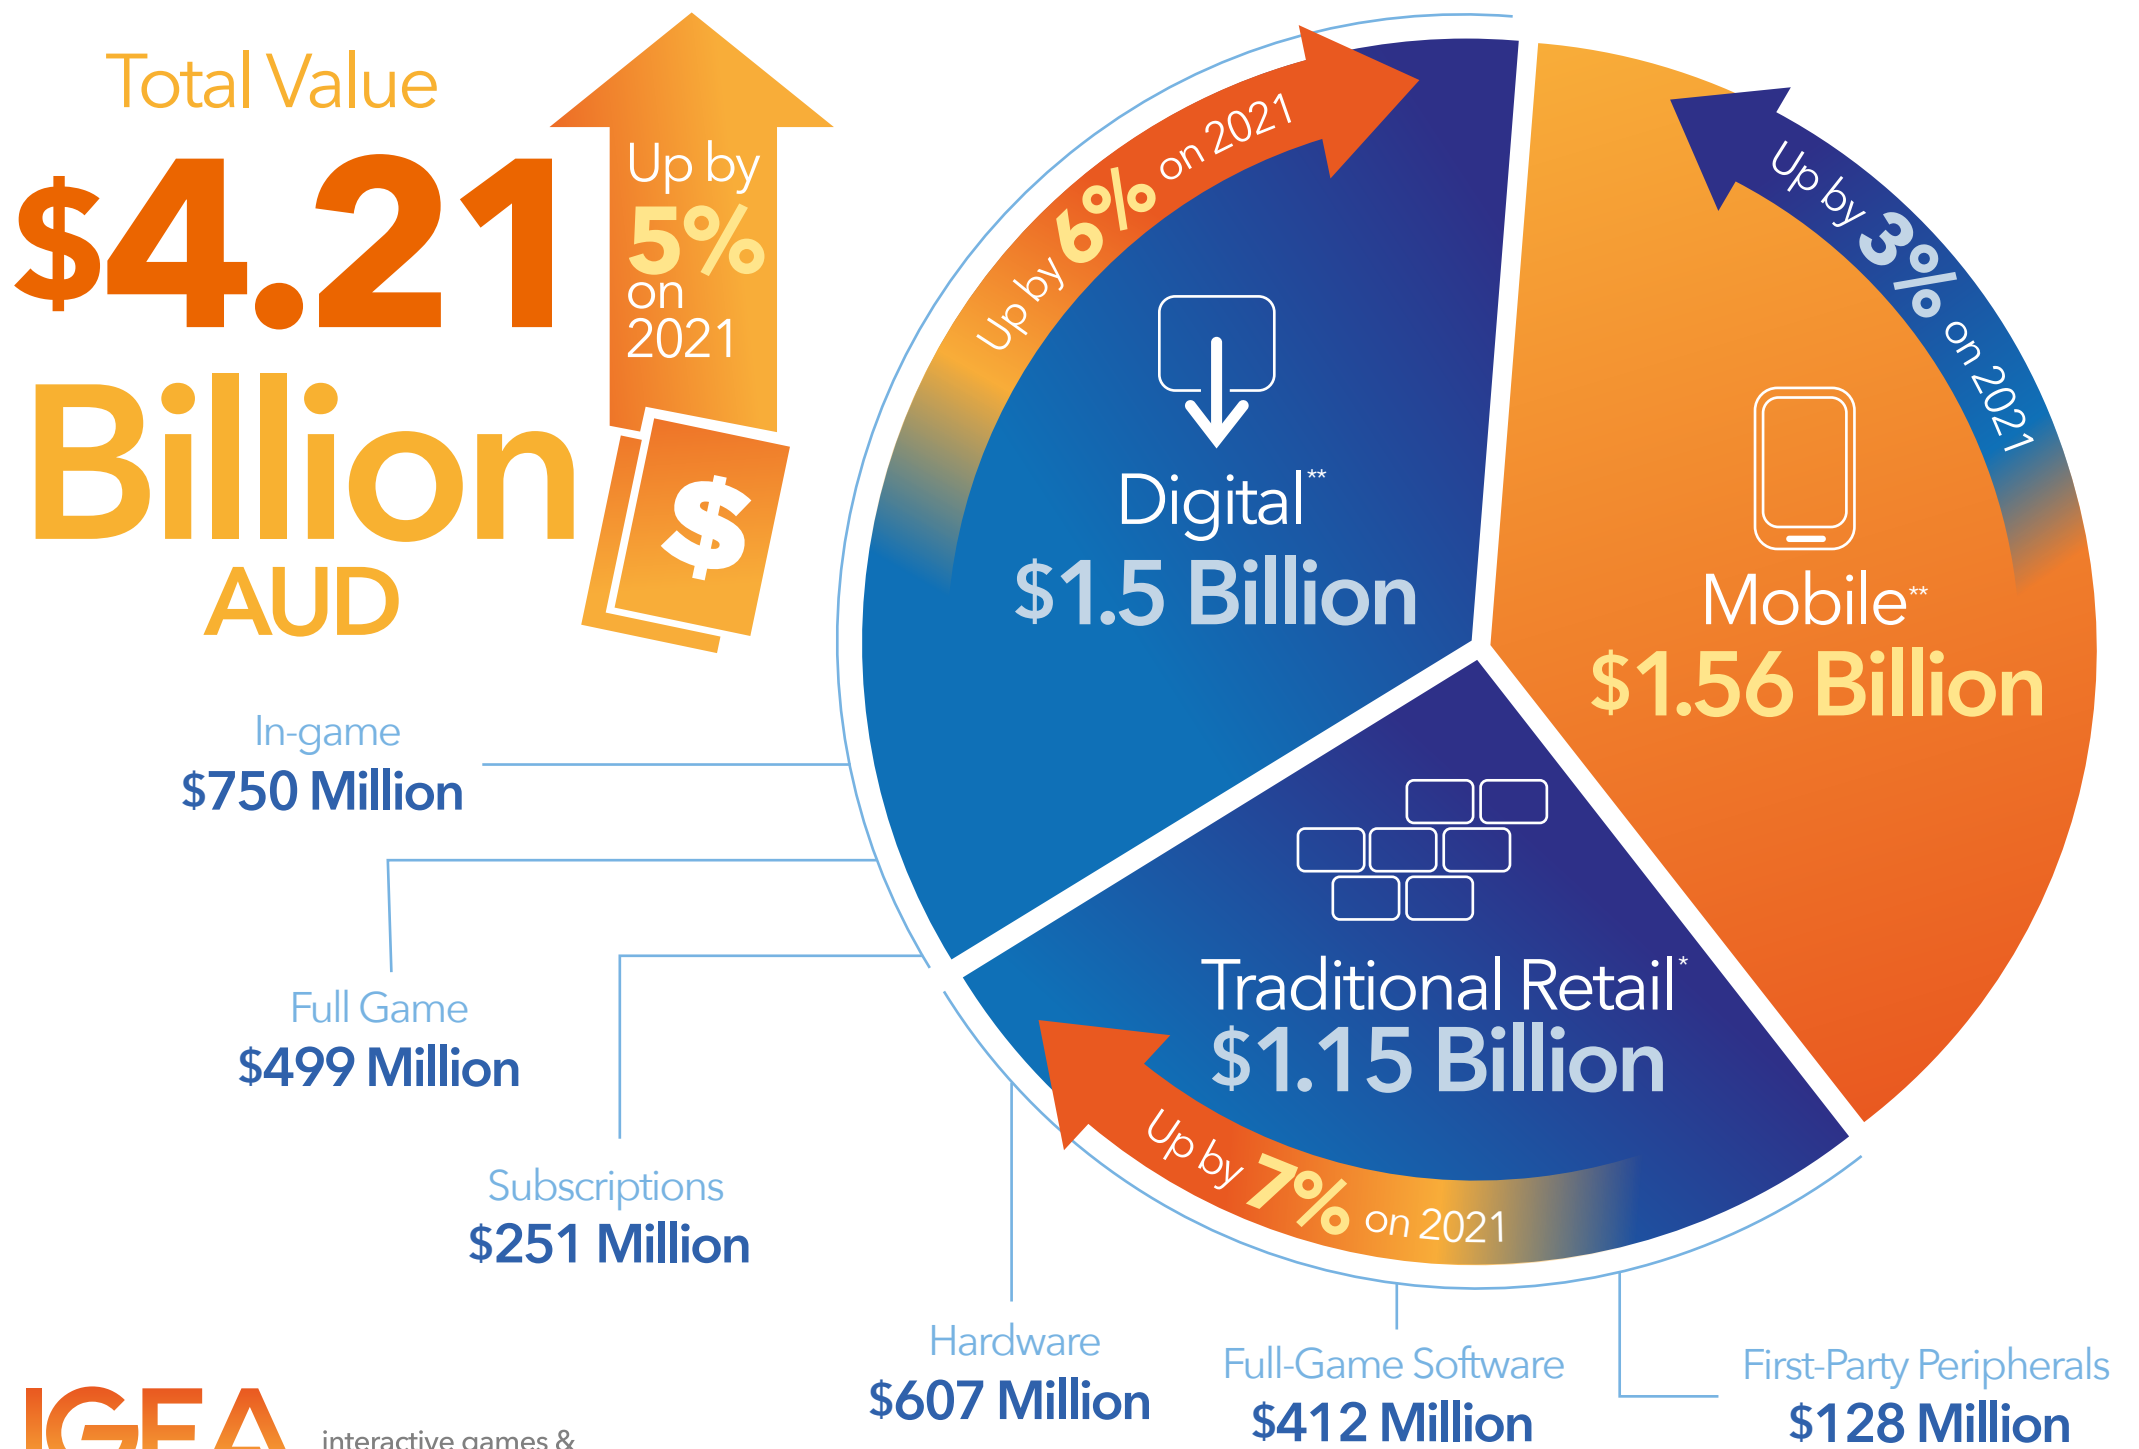 Total Value
$4.21
Billion
AUD
Up by
5%
on
2021
$
Up by 6% on 2021
Digital**
$1.5 Billion
Up by 3% on 2021
Mobile**
$1.56 Billion
Traditional Retail*
$1.15 Billion
Up by 7% on 2021
In-game
$750 Million
Full Game
$499 Million
Subscriptions
$251 Million
Hardware
$607 Million
Full-Game Software
$412 Million
First-Party Peripherals
$128 Million
IGEA
interactive games &